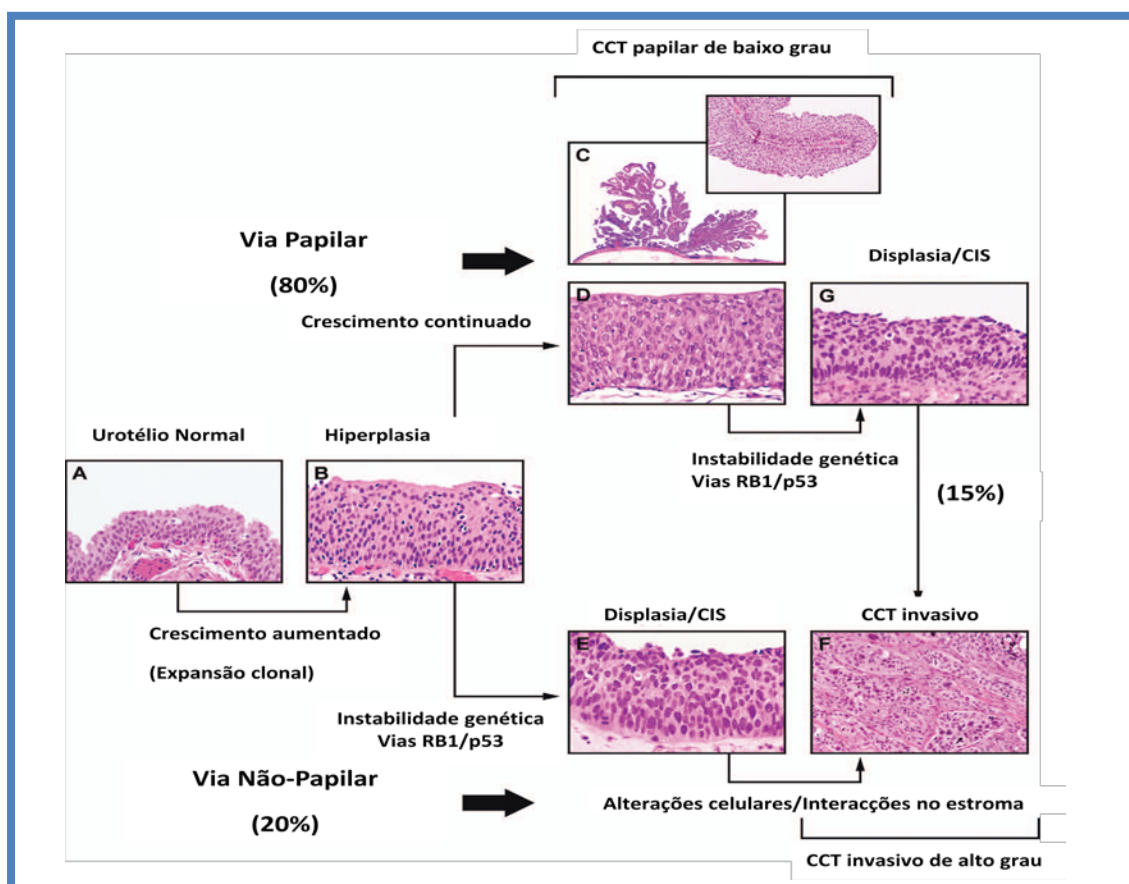 CCT papilar de baixo grau
C
Via Papilar
(80%)
Displasia/CIS
D
G
Crescimento continuado
Urotélio Normal
Hiperplasia
A
B
Instabilidade genética
Vias RB1/p53
(15%)
Displasia/CIS
CCT invasivo
E
F
Crescimento aumentado
(Expansão clonal)
Instabilidade genética
Vias RB1/p53
Via Não-Papilar
(20%)
Alterações celulares/Interacções no estroma
CCT invasivo de alto grau